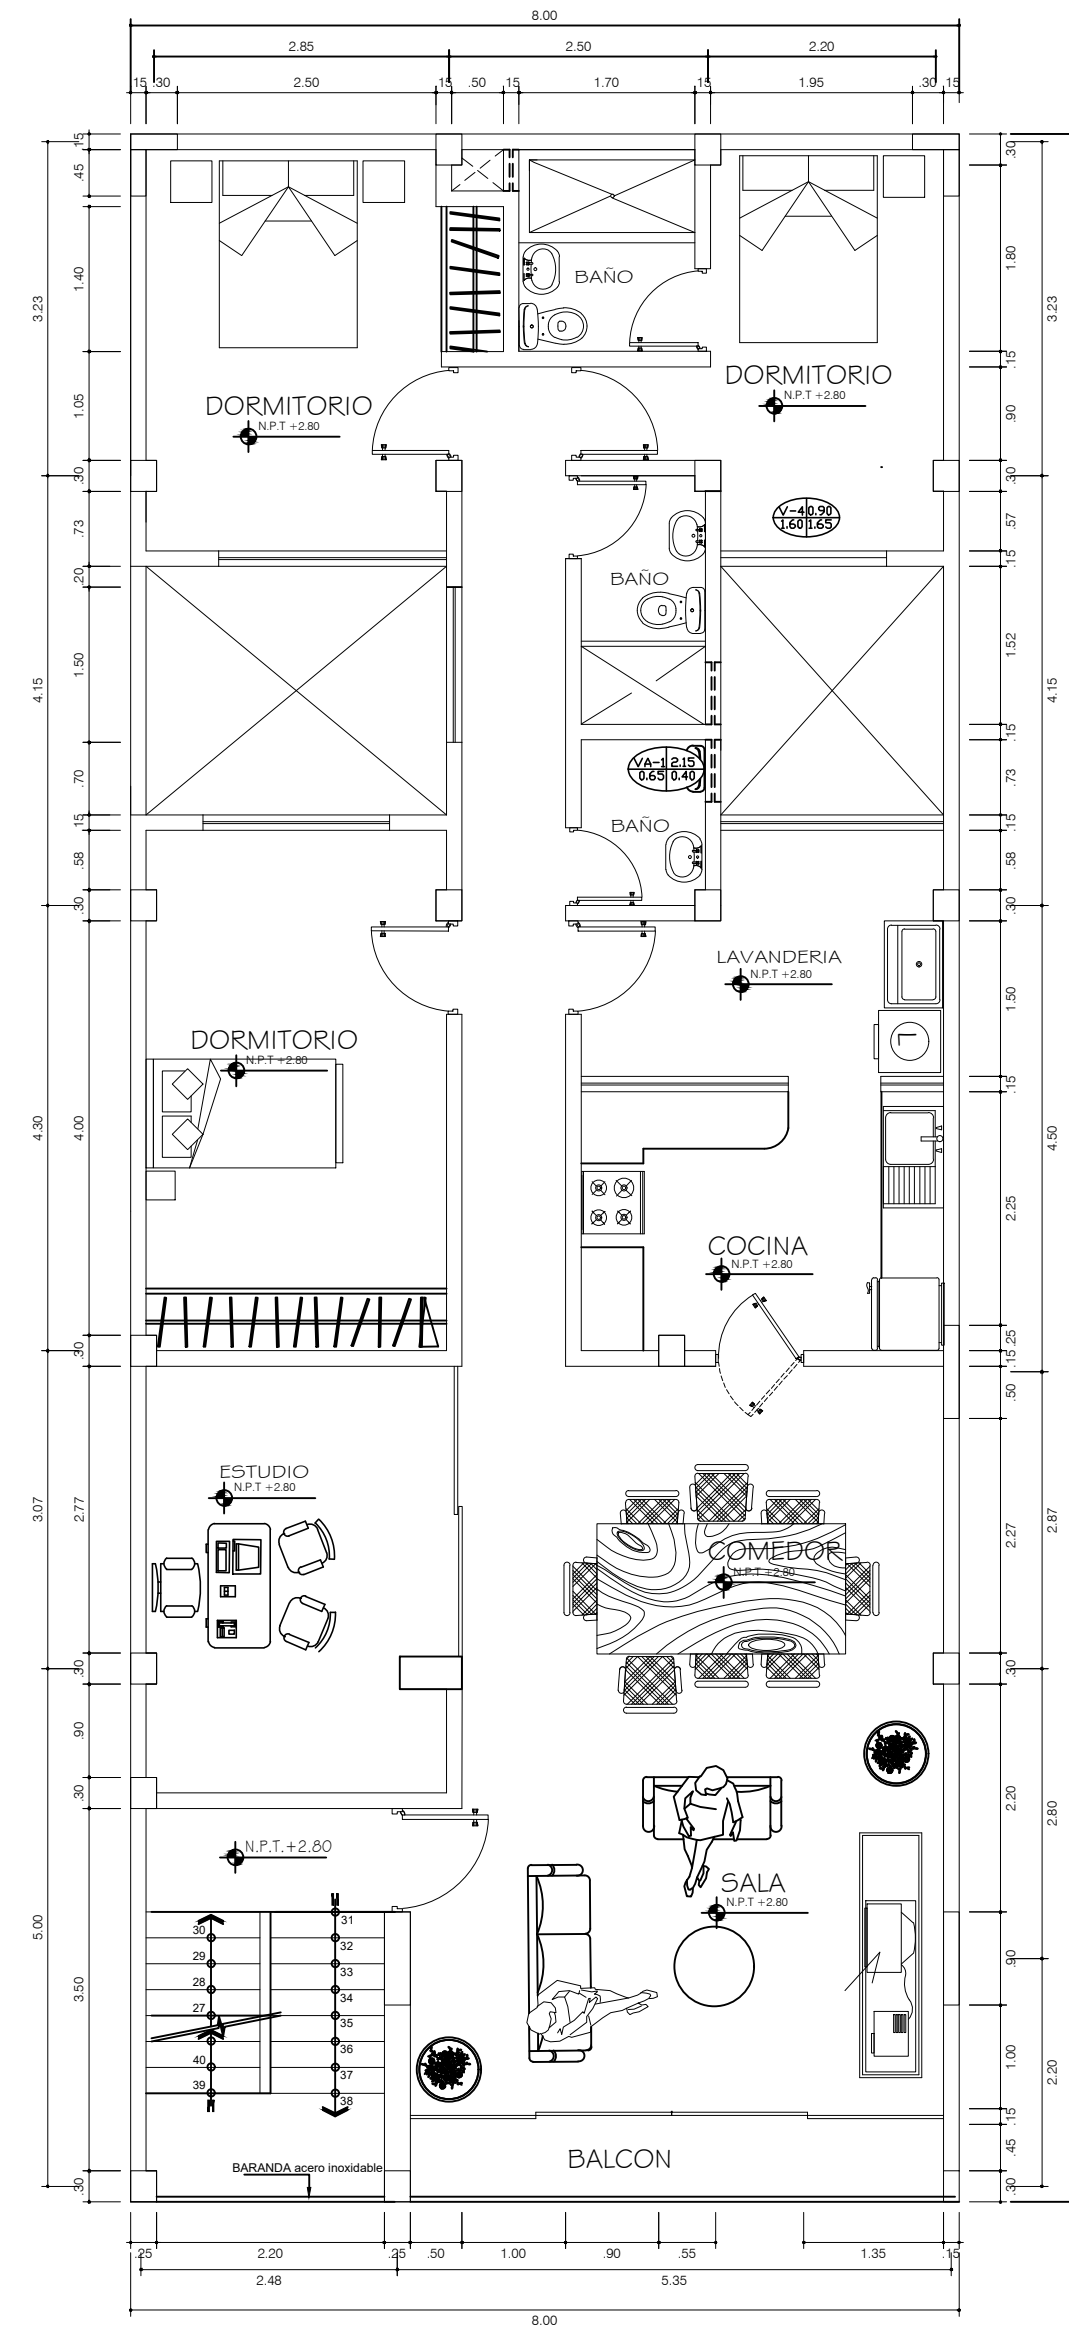 8.00
2.85 2.50 2.20
.15 .30 2.50 .15 .50 .15 1.70 .15 1.95 .30 .15
.15
.45
1.40
3.23
1.05
.30
.73
.20
1.50
4.15
.70
.15
.58
.30
4.30
4.00
.30
3.07
2.77
.30
.90
.30
5.00
3.50
.30
.30
1.80
3.23
.15
.90
.30
.57
.15
1.52
4.15
.15
.73
.15
.58
.30
1.50
.15
4.50
2.25
.25
.15
.50
2.87
2.27
.30
2.20
2.80
.90
1.00
2.20
.15
.45
.30
BAÑO
DORMITORIO
N.P.T +2.80
DORMITORIO
N.P.T +2.80
V-4 0.90
1.60 1.65
BAÑO
VA-1 2.15
0.65 0.40
BAÑO
LAVANDERIA
N.P.T +2.80
L
DORMITORIO
N.P.T +2.80
COCINA
N.P.T +2.80
ESTUDIO
N.P.T +2.80
COMEDOR
N.P.T +2.80
N.P.T.+2.80
SALA
N.P.T +2.80
30
29
28
27
40
39
31
32
33
34
35
36
37
38
BALCON
BARANDA acero inoxidable
.25 2.20 .25 .50 1.00 .90 .55 1.35 .15
2.48 5.35
8.00